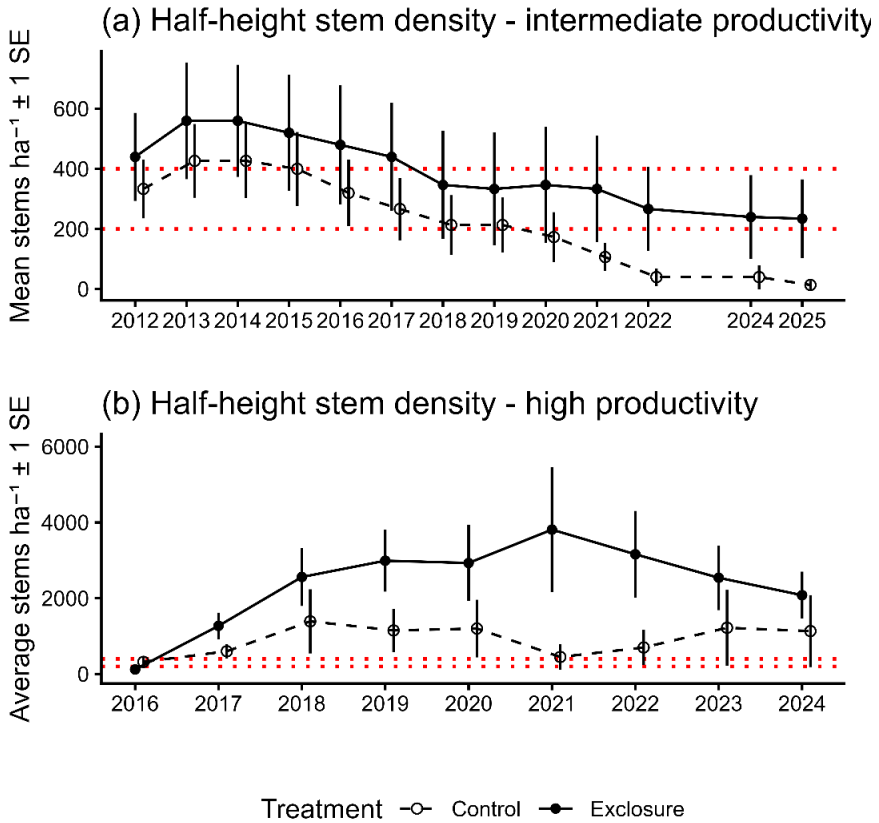 (a) Half-height stem density - intermediate productivity
Mean stems ha⁻¹ ± 1 SE
600
400
200
0
2012 2013 2014 2015 2016 2017 2018 2019 2020 2021 2022 2024 2025
(b) Half-height stem density - high productivity
Average stems ha⁻¹ ± 1 SE
6000
4000
2000
0
2016 2017 2018 2019 2020 2021 2022 2023 2024
Treatment Control Exclosure